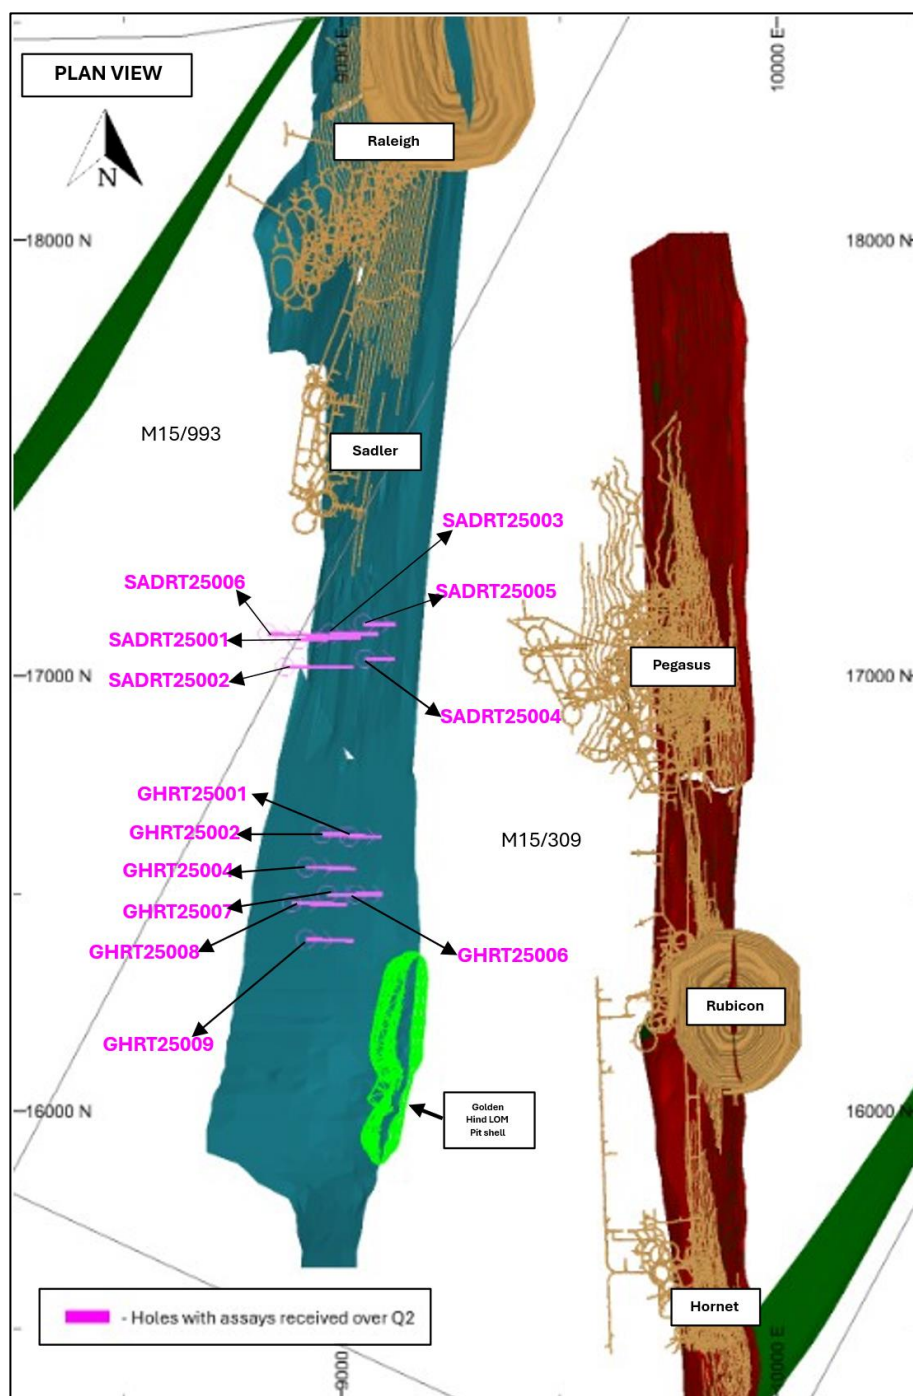 PLAN VIEW
N
9000 E
10000 E
Raleigh
18000 N
18000 N
M15/993
Sadler
SADRT25003
SADRT25006
SADRT25005
SADRT25001
SADRT25002
17000 N
Pegasus
17000 N
SADRT25004
GHRT25001
GHRT25002
M15/309
GHRT25004
GHRT25007
GHRT25008
GHRT25006
Rubicon
GHRT25009
16000 N
Golden
Hind LOM
Pit shell
16000 N
Hornet
- Holes with assays received over Q2
9000
10000 E